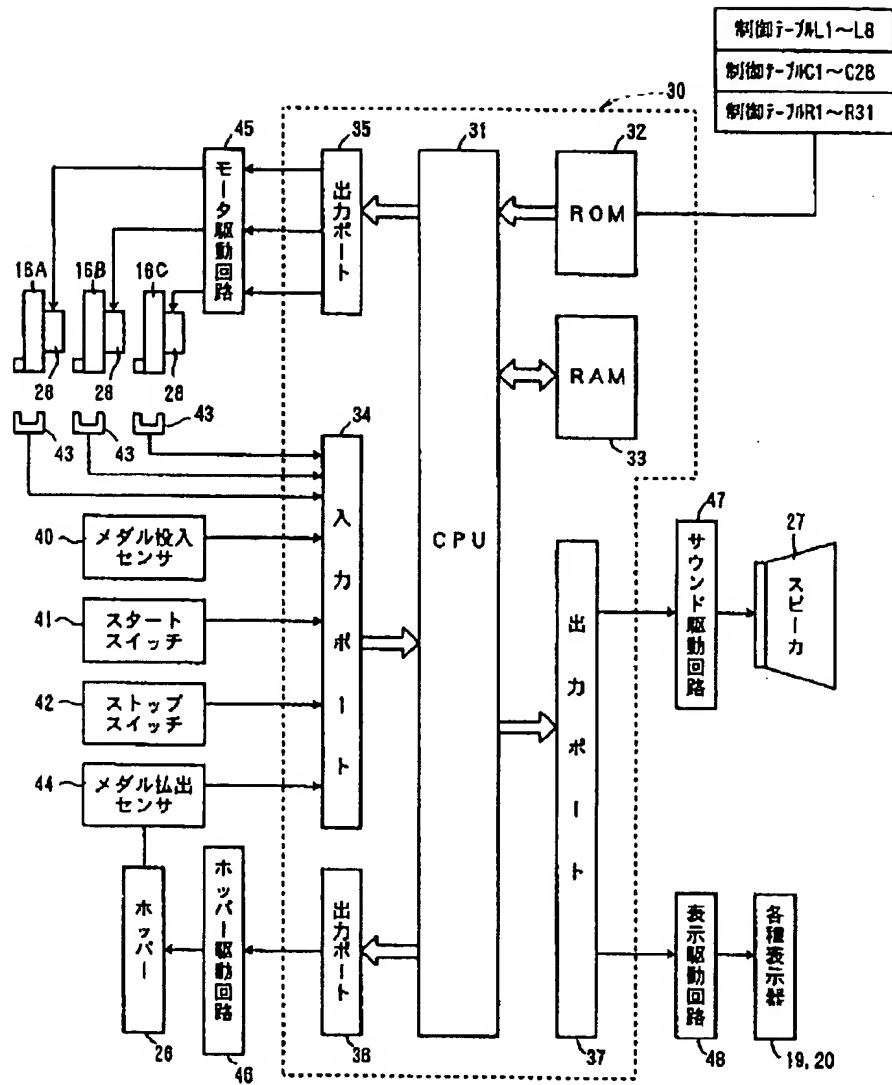 制御テーブルL1～L8
制御テーブルC1～C28
制御テーブルR1～R31
30
45
35
31
32
モータ駆動回路
出力ポート
CPU
ROM
16A
16B
16C
28
28
28
RAM
33
43
43
43
34
入力ポート
40
メダル投入
センサ
41
スタート
スイッチ
42
ストップ
スイッチ
44
メダル払出
センサ
47
サウンド駆動回路
27
スピーカ
出力ポート
37
ホッパー
26
ホッパー駆動回路
46
出力ポート
36
表示駆動回路
48
各種表示器
19, 20